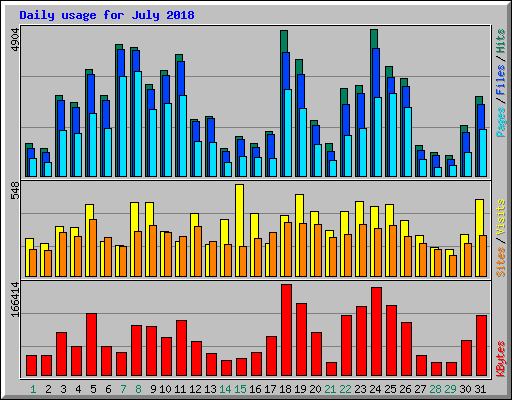 Daily usage for July 2018
4904
Pages / Files / Hits
548
Sites / Visits
166414
KBytes
1 2 3 4 5 6 7 8 9 10 11 12 13 14 15 16 17 18 19 20 21 22 23 24 25 26 27 28 29 30 31